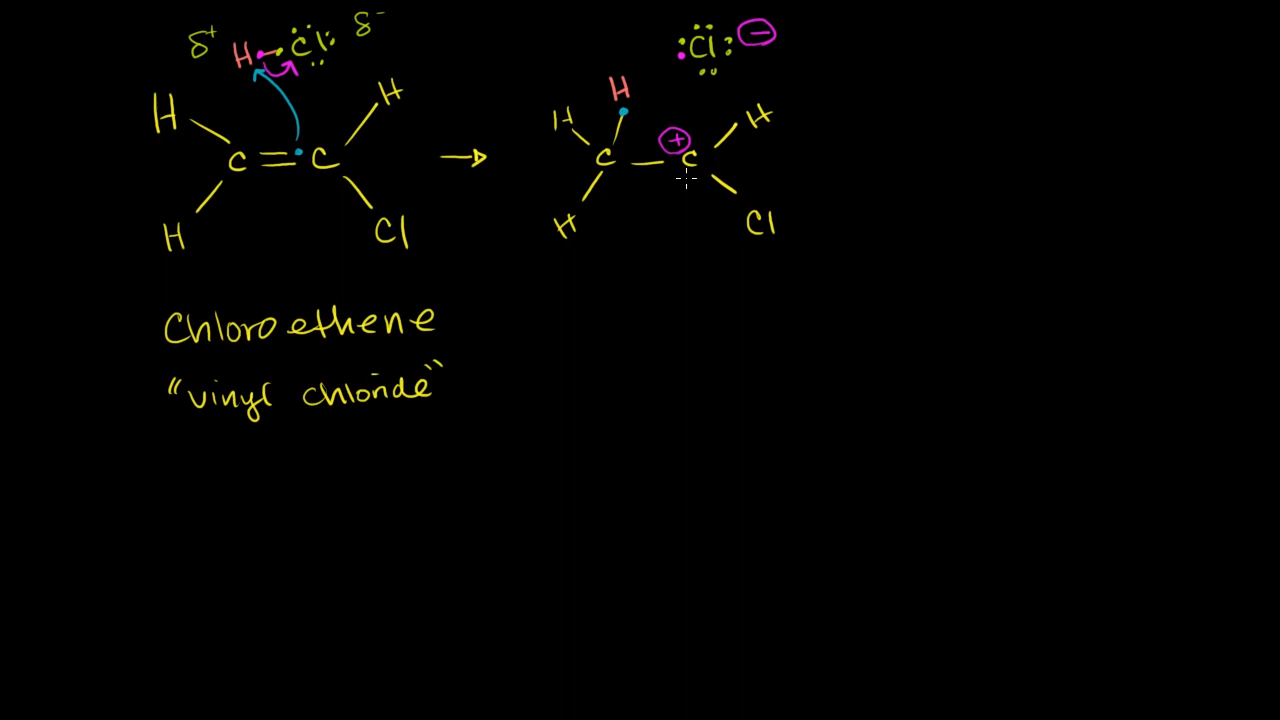 δ+ H Cl δ− Cl −
H H H H + H
C = C → C — C
H Cl H Cl
Chloroethene
"vinyl chloride"